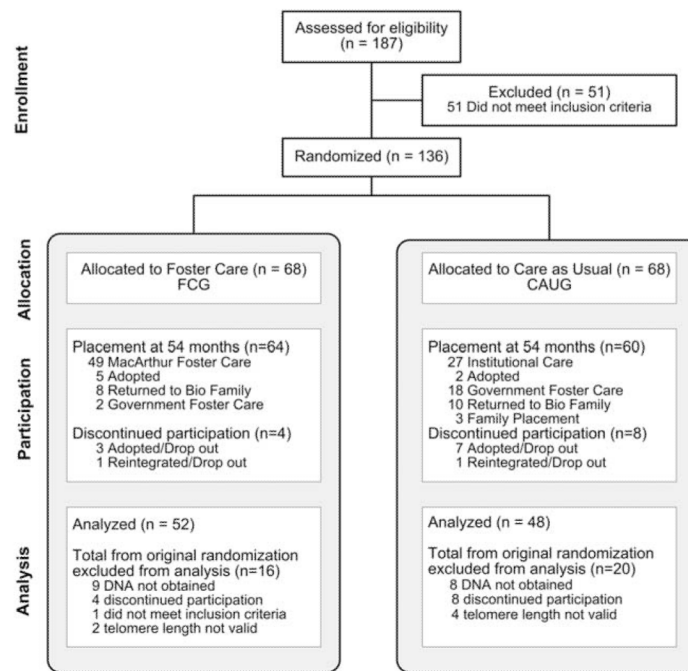 Enrollment
Assessed for eligibility
(n = 187)
Excluded (n = 51)
51 Did not meet inclusion criteria
Randomized (n = 136)
Allocation
Allocated to Foster Care (n = 68)
FCG
Allocated to Care as Usual (n = 68)
CAUG
Participation
Placement at 54 months (n=64)
49 MacArthur Foster Care
5 Adopted
8 Returned to Bio Family
2 Government Foster Care
Discontinued participation (n=4)
3 Adopted/Drop out
1 Reintegrated/Drop out
Placement at 54 months (n=60)
27 Institutional Care
2 Adopted
18 Government Foster Care
10 Returned to Bio Family
3 Family Placement
Discontinued participation (n=8)
7 Adopted/Drop out
1 Reintegrated/Drop out
Analysis
Analyzed (n = 52)
Total from original randomization
excluded from analysis (n=16)
9 DNA not obtained
4 discontinued participation
1 did not meet inclusion criteria
2 telomere length not valid
Analyzed (n = 48)
Total from original randomization
excluded from analysis (n=20)
8 DNA not obtained
8 discontinued participation
4 telomere length not valid